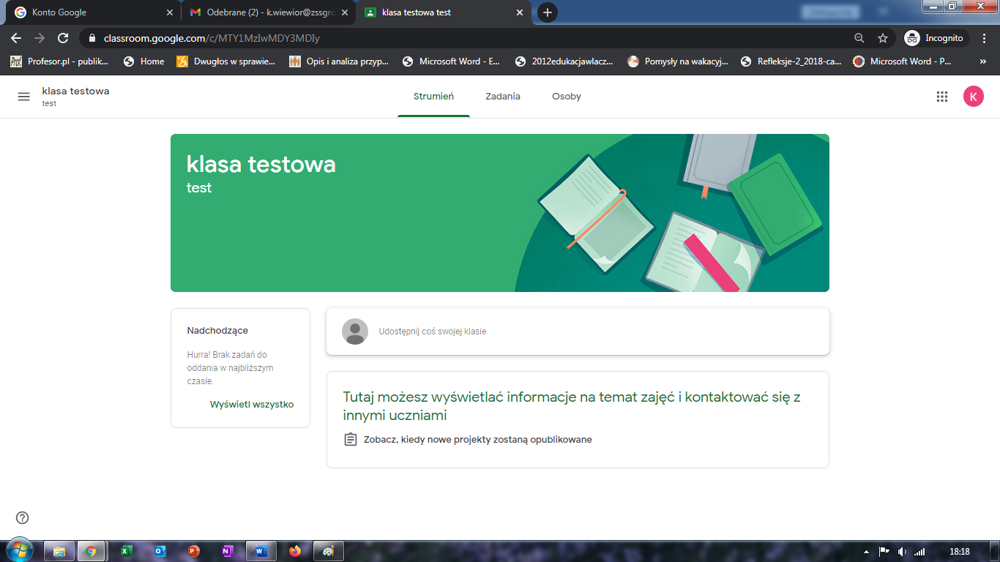 Konto Google
Odebrane (2) - k.wiewior@zssgro
klasa testowa test
classroom.google.com/c/MTY1MzIwMDY3MDIy
Incognito
Profesor.pl - publik...
Home
Dwugłos w sprawie...
Opis i analiza przyp...
Microsoft Word - E...
2012edukacjawlacz...
Pomysły na wakacyj...
Refleksje-2_2018-ca...
Microsoft Word - P...
klasa testowa
test
Strumień
Zadania
Osoby
K
klasa testowa
test
Nadchodzące
Hurra! Brak zadań do
oddania w najbliższym
czasie.
Wyświetl wszystko
Udostępnij coś swojej klasie
Tutaj możesz wyświetlać informacje na temat zajęć i kontaktować się z
innymi uczniami
Zobacz, kiedy nowe projekty zostaną opublikowane
18:18